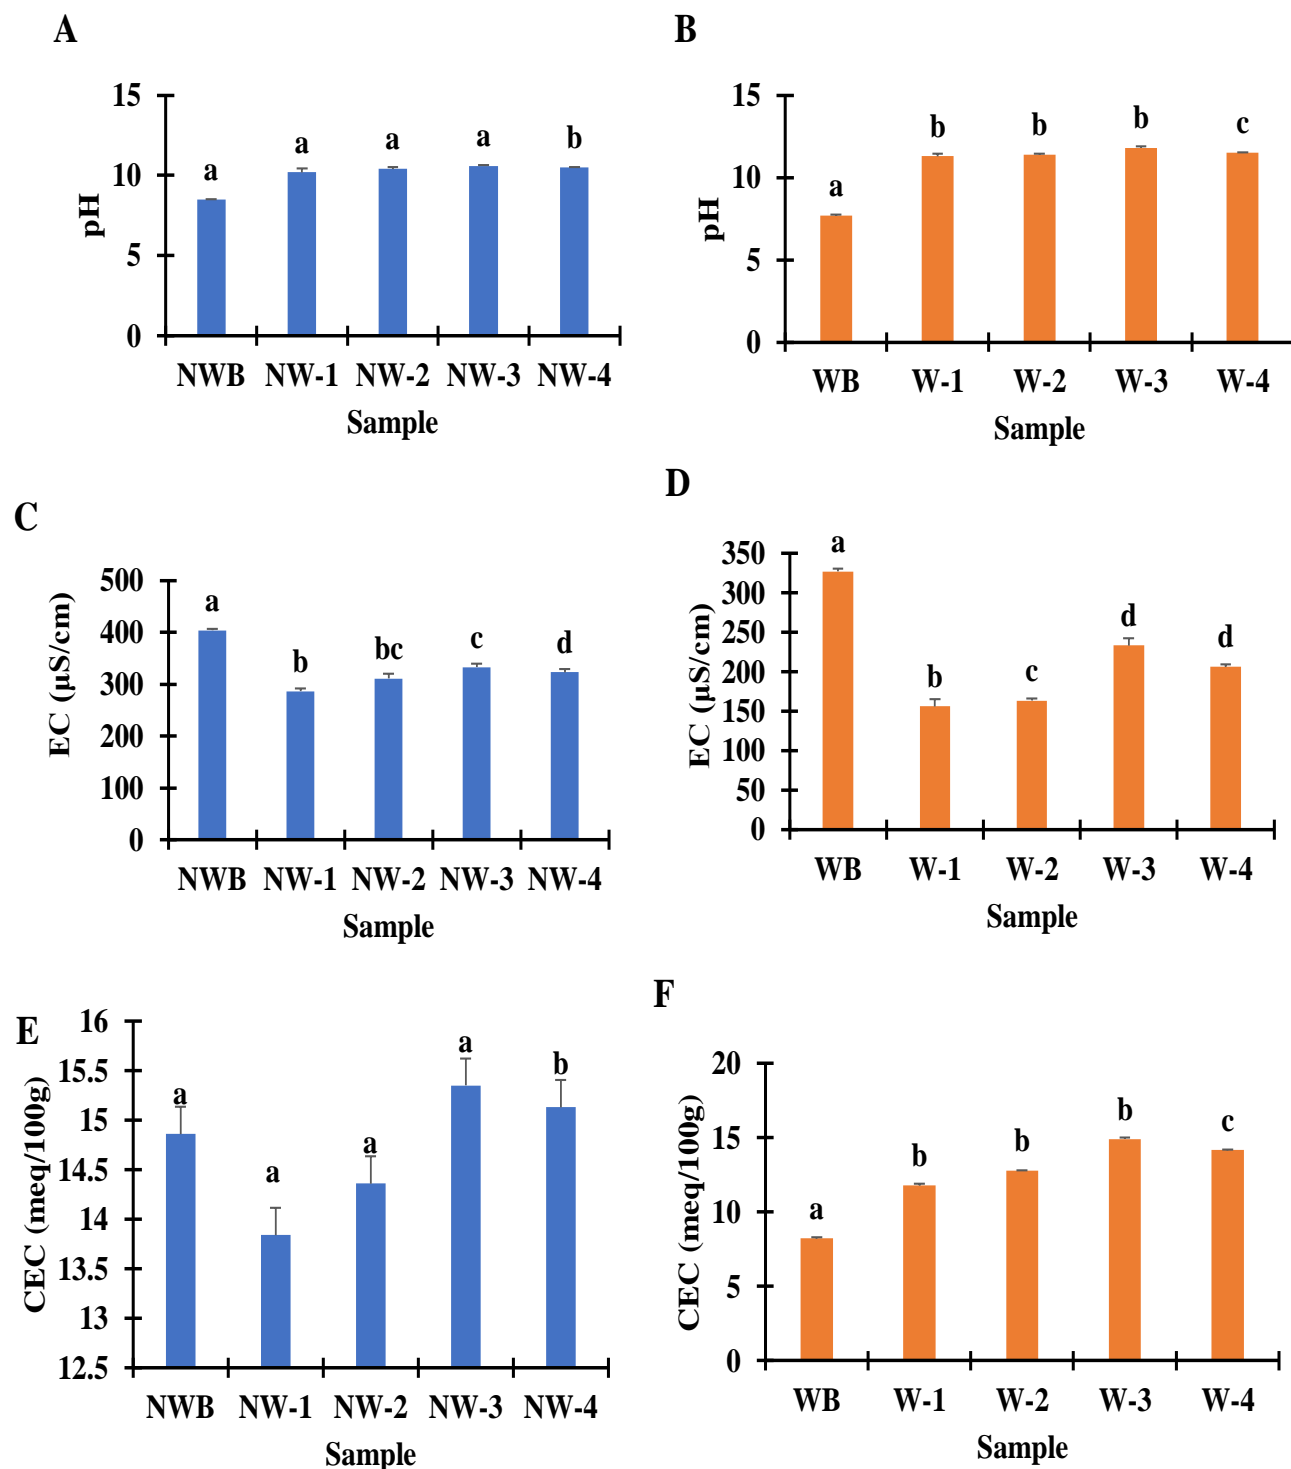 A
15
10
5
0
pH
a
a
a
a
b
NWB NW-1 NW-2 NW-3 NW-4
Sample
B
15
10
5
0
pH
a
b
b
b
c
WB W-1 W-2 W-3 W-4
Sample
C
500
400
300
200
100
0
EC (µS/cm)
a
b
bc
c
d
NWB NW-1 NW-2 NW-3 NW-4
Sample
D
350
300
250
200
150
100
50
0
EC (µS/cm)
a
b
c
d
d
WB W-1 W-2 W-3 W-4
Sample
E
16
15.5
15
14.5
14
13.5
13
12.5
CEC (meq/100g)
a
a
a
a
b
NWB NW-1 NW-2 NW-3 NW-4
Sample
F
20
15
10
5
0
CEC (meq/100g)
a
b
b
b
c
WB W-1 W-2 W-3 W-4
Sample